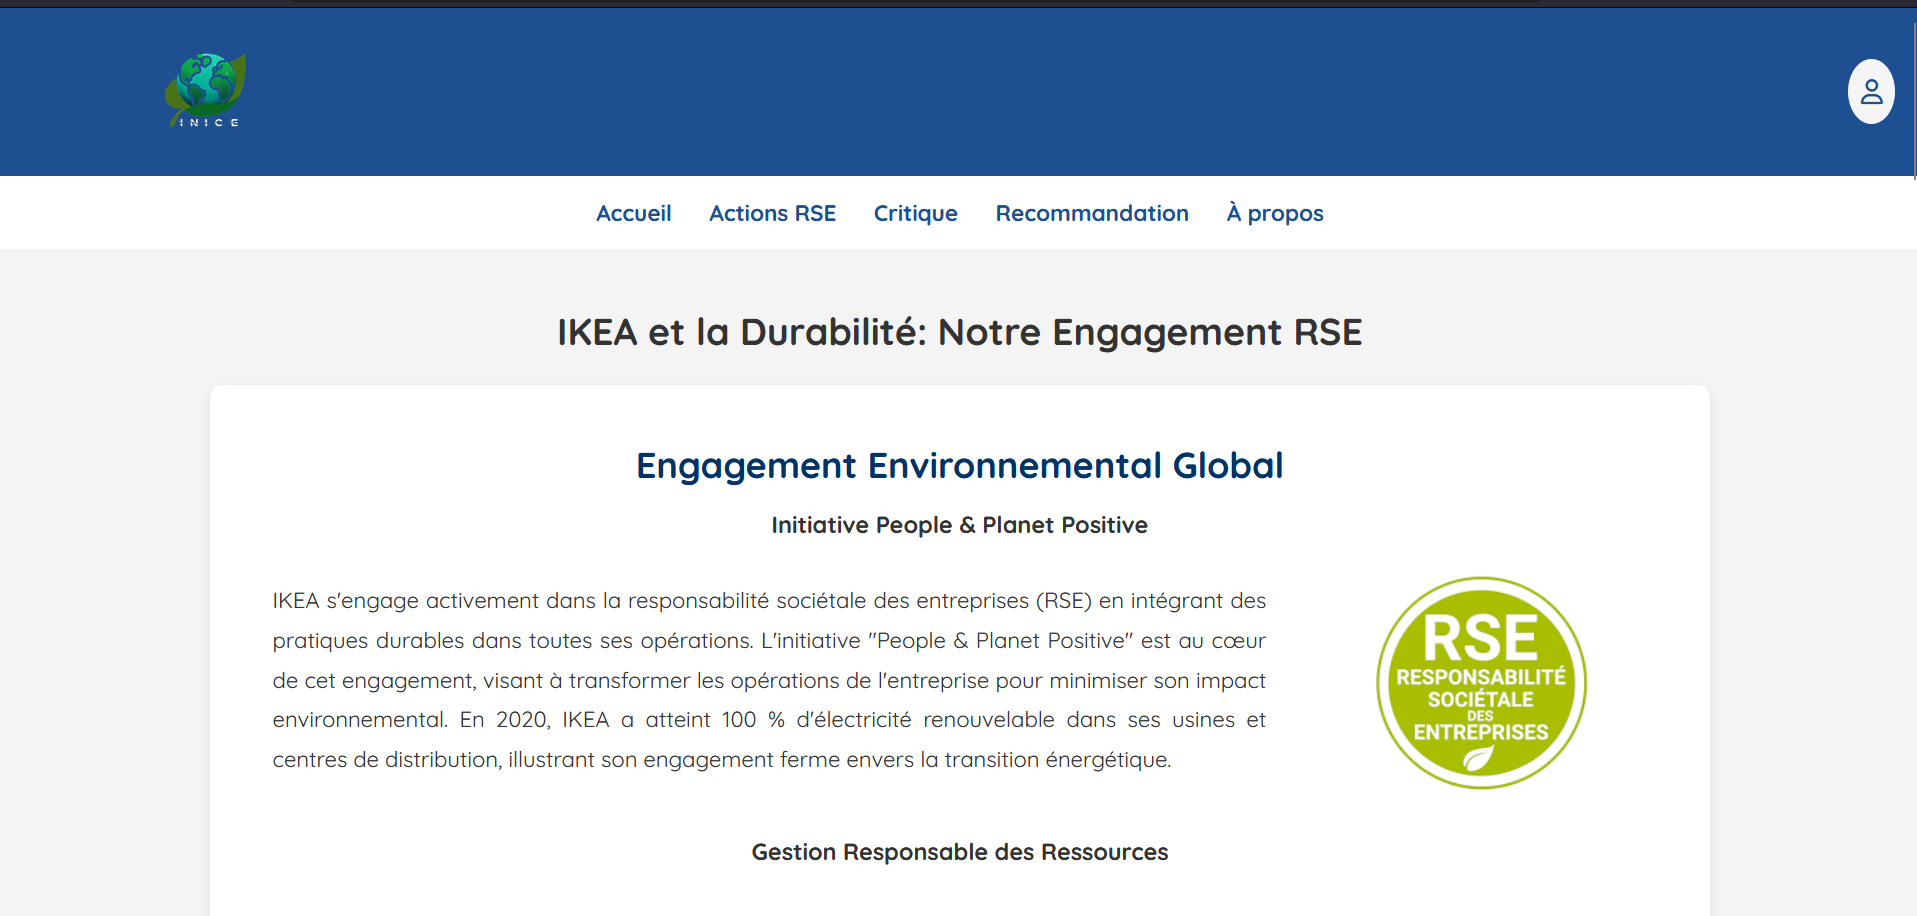 INICE
Accueil Actions RSE Critique Recommandation À propos
IKEA et la Durabilité: Notre Engagement RSE
Engagement Environnemental Global
Initiative People & Planet Positive
IKEA s'engage activement dans la responsabilité sociétale des entreprises (RSE) en intégrant des
pratiques durables dans toutes ses opérations. L'initiative "People & Planet Positive" est au cœur
de cet engagement, visant à transformer les opérations de l'entreprise pour minimiser son impact
environnemental. En 2020, IKEA a atteint 100 % d'électricité renouvelable dans ses usines et
centres de distribution, illustrant son engagement ferme envers la transition énergétique.
RSE
RESPONSABILITÉ
SOCIÉTALE
DES
ENTREPRISES
Gestion Responsable des Ressources